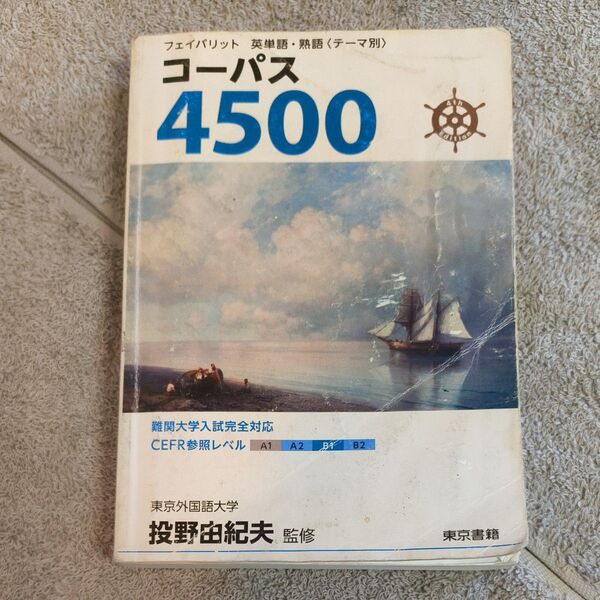 フェイバリット 英単語・熟語〈テーマ別〉
コーパス
4500
4th
Edition
難関大学入試完全対応
CEFR参照レベル A1 A2 B1 B2
東京外国語大学
投野由紀夫 監修
東京書籍